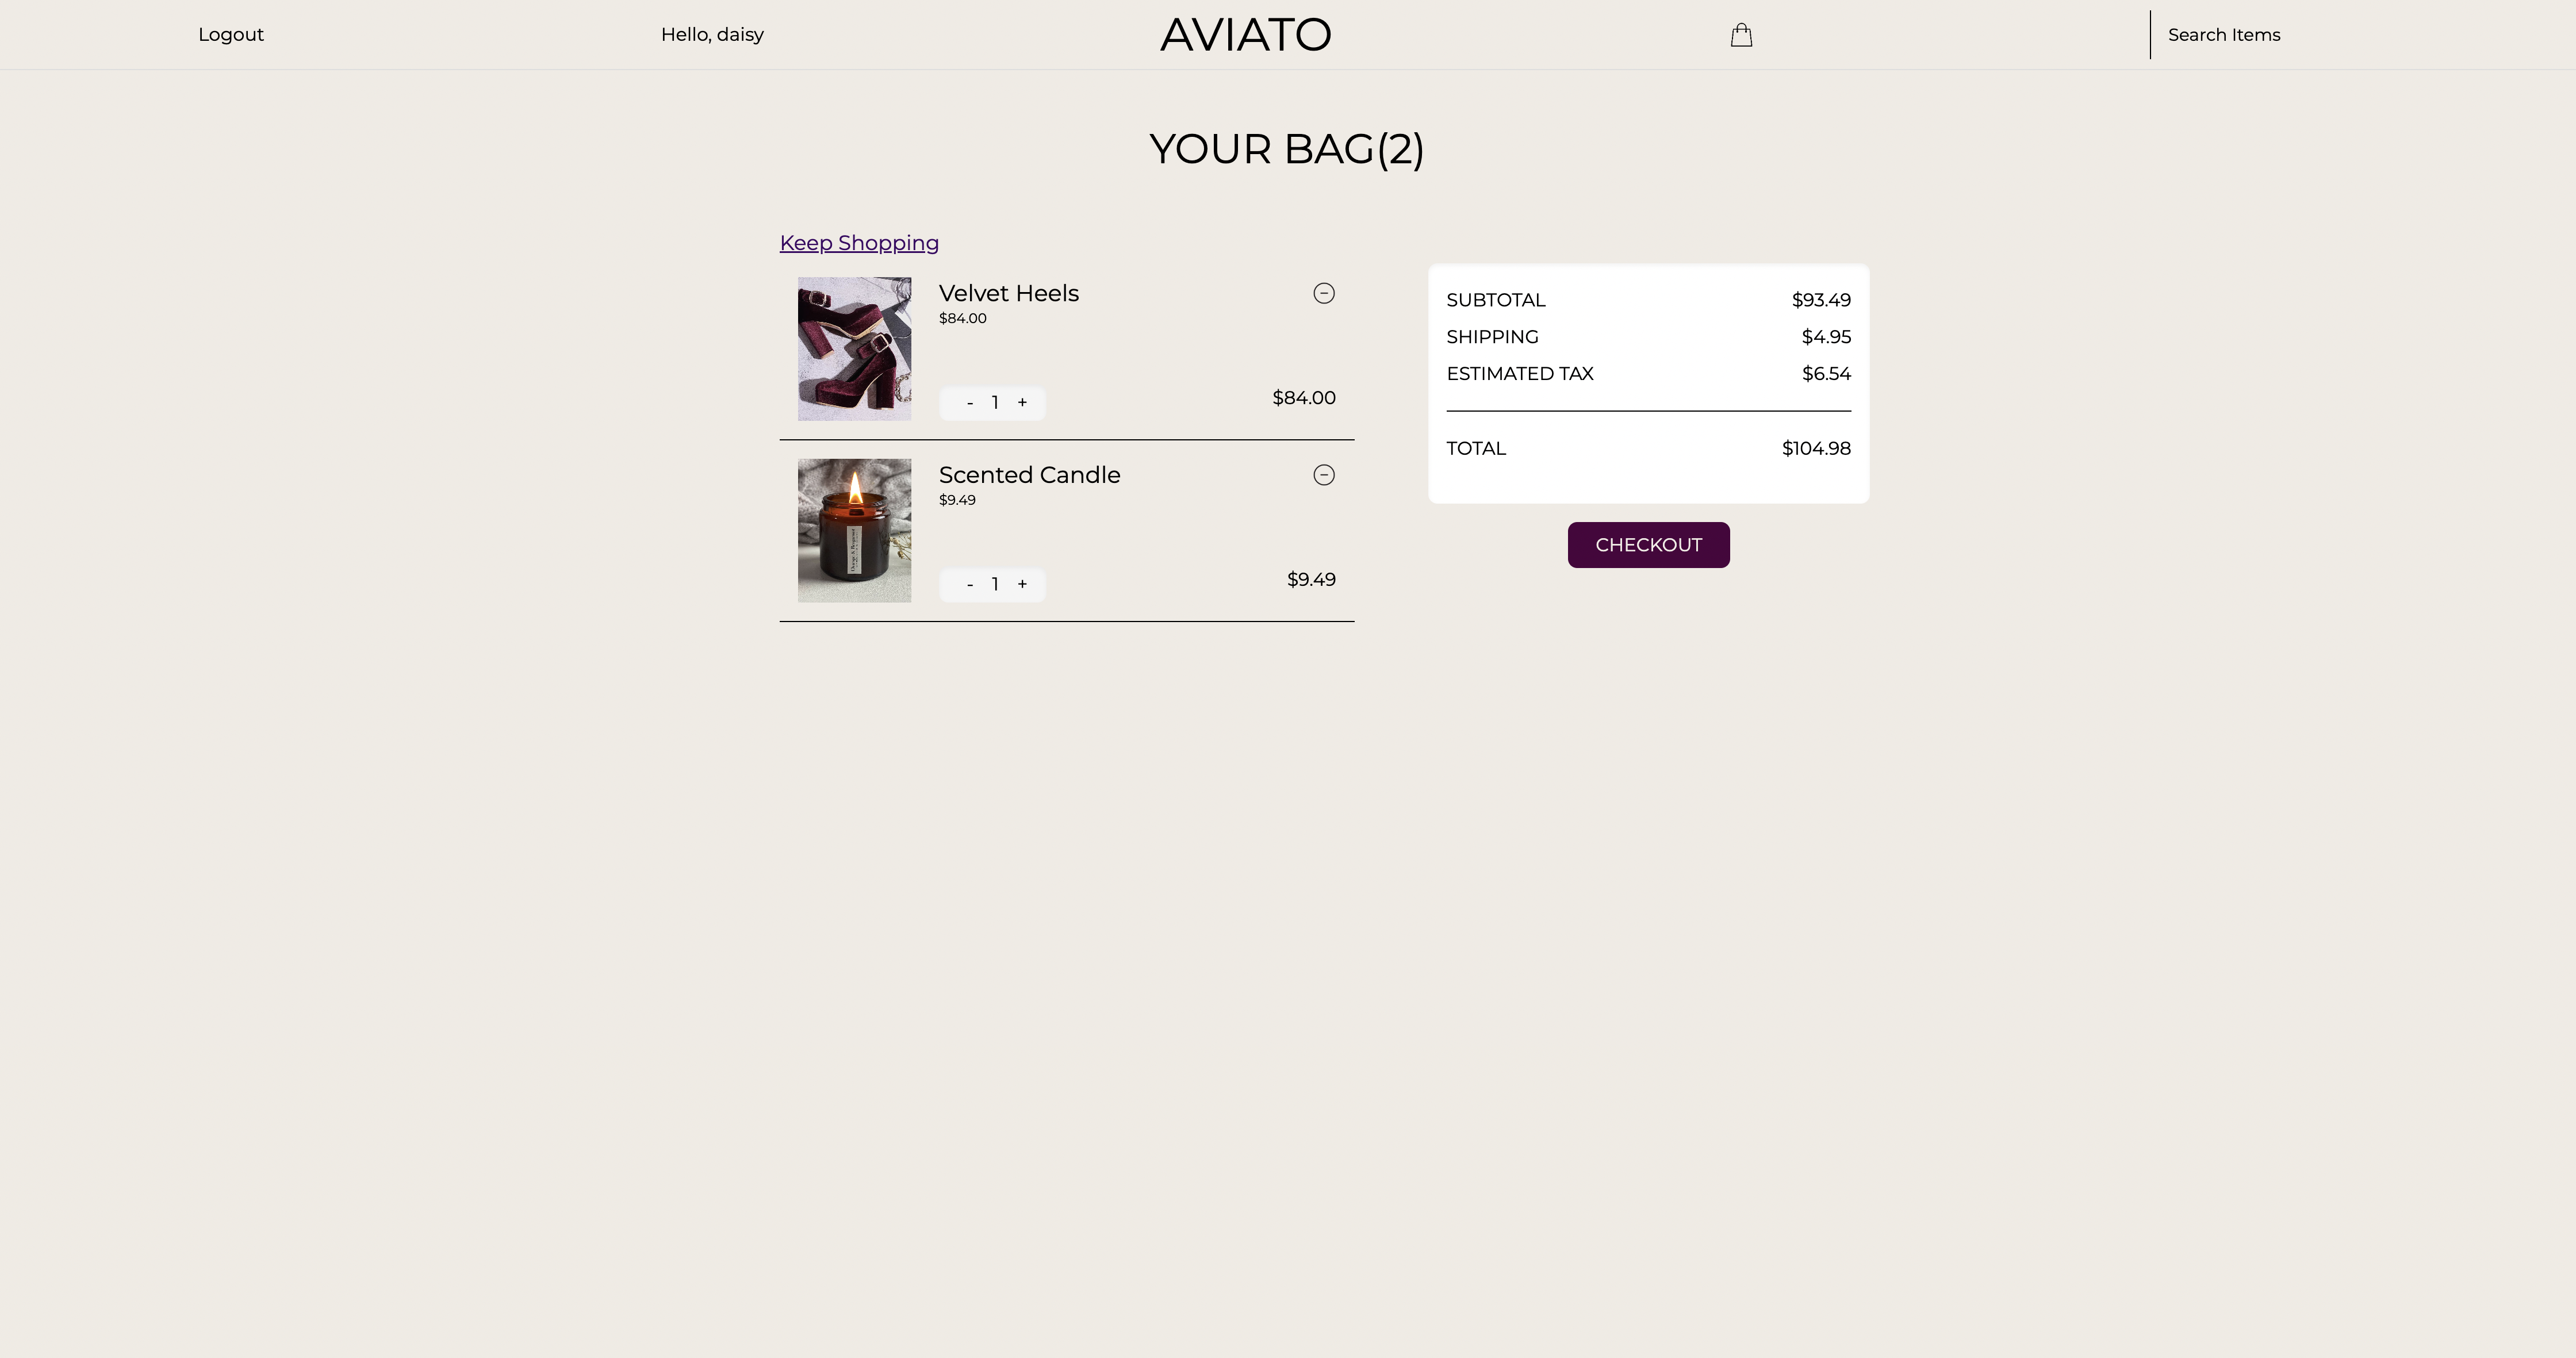 Logout
Hello, daisy
AVIATO
Search Items
YOUR BAG(2)
Keep Shopping
Velvet Heels
$84.00
- 1 +
$84.00
Scented Candle
$9.49
- 1 +
$9.49
SUBTOTAL $93.49
SHIPPING $4.95
ESTIMATED TAX $6.54
TOTAL $104.98
CHECKOUT